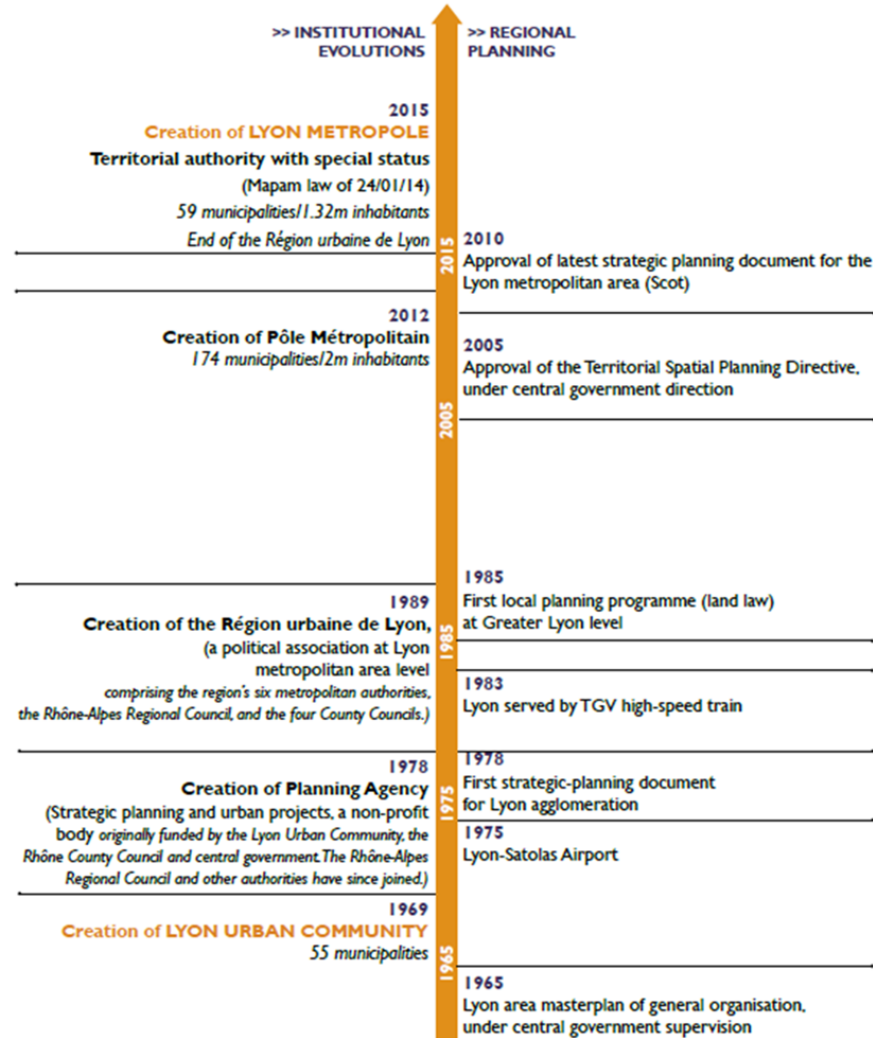 >> INSTITUTIONAL
EVOLUTIONS
>> REGIONAL
PLANNING
2015
Creation of LYON METROPOLE
Territorial authority with special status
(Mapam law of 24/01/14)
59 municipalities/1.32m inhabitants
End of the Région urbaine de Lyon
2015
2010
Approval of latest strategic planning document for the
Lyon metropolitan area (Scot)
2012
Creation of Pôle Métropolitain
174 municipalities/2m inhabitants
2005
Approval of the Territorial Spatial Planning Directive,
under central government direction
2005
1989
Creation of the Région urbaine de Lyon,
(a political association at Lyon
metropolitan area level
comprising the region's six metropolitan authorities,
the Rhône-Alpes Regional Council, and the four County Councils.)
1985
First local planning programme (land law)
at Greater Lyon level
1985
1983
Lyon served by TGV high-speed train
1978
Creation of Planning Agency
(Strategic planning and urban projects, a non-profit
body originally funded by the Lyon Urban Community, the
Rhône County Council and central government. The Rhône-Alpes
Regional Council and other authorities have since joined.)
1978
First strategic-planning document
for Lyon agglomeration
1975
1975
Lyon-Satolas Airport
1969
Creation of LYON URBAN COMMUNITY
55 municipalities
1965
1965
Lyon area masterplan of general organisation,
under central government supervision